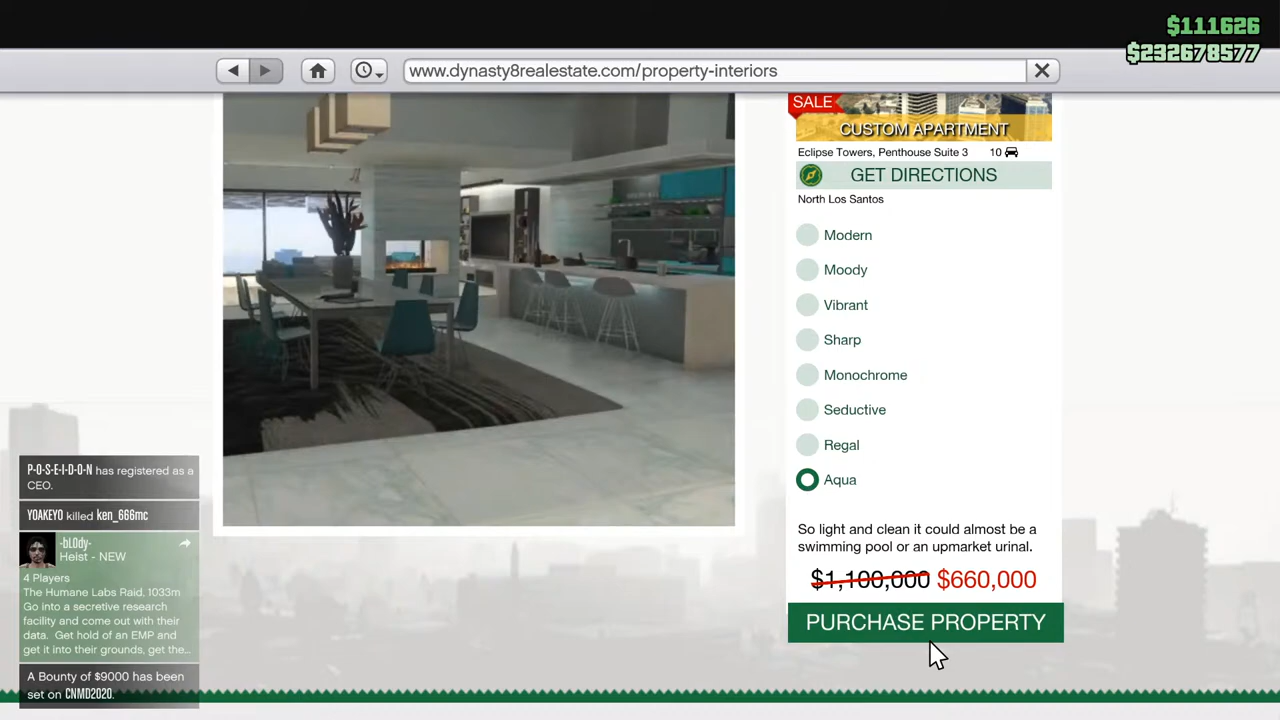 $111626
$232678577
www.dynasty8realestate.com/property-interiors
SALE
CUSTOM APARTMENT
Eclipse Towers, Penthouse Suite 3 10
GET DIRECTIONS
North Los Santos
Modern
Moody
Vibrant
Sharp
Monochrome
Seductive
Regal
Aqua
So light and clean it could almost be a
swimming pool or an upmarket urinal.
$1,100,000 $660,000
PURCHASE PROPERTY
P-O-S-E-I-D-O-N has registered as a
CEO.
YOAKEYO killed ken_666mc
-bL0dy-
Heist - NEW
4 Players
The Humane Labs Raid, 1033m
Go into a secretive research
facility and come out with their
data. Get hold of an EMP and
get it into their grounds, get the...
A Bounty of $9000 has been
set on CNMD2020.